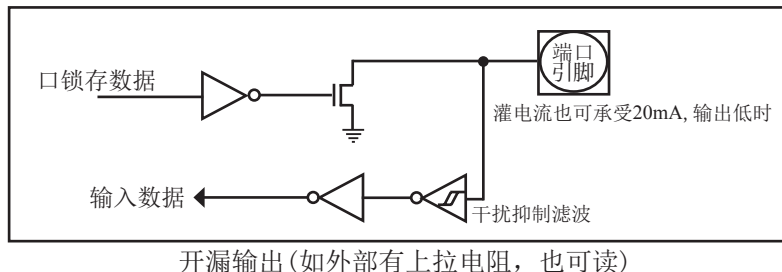 端口
引脚
口锁存数据
灌电流也可承受20mA, 输出低时
输入数据
干扰抑制滤波
开漏输出(如外部有上拉电阻，也可读)